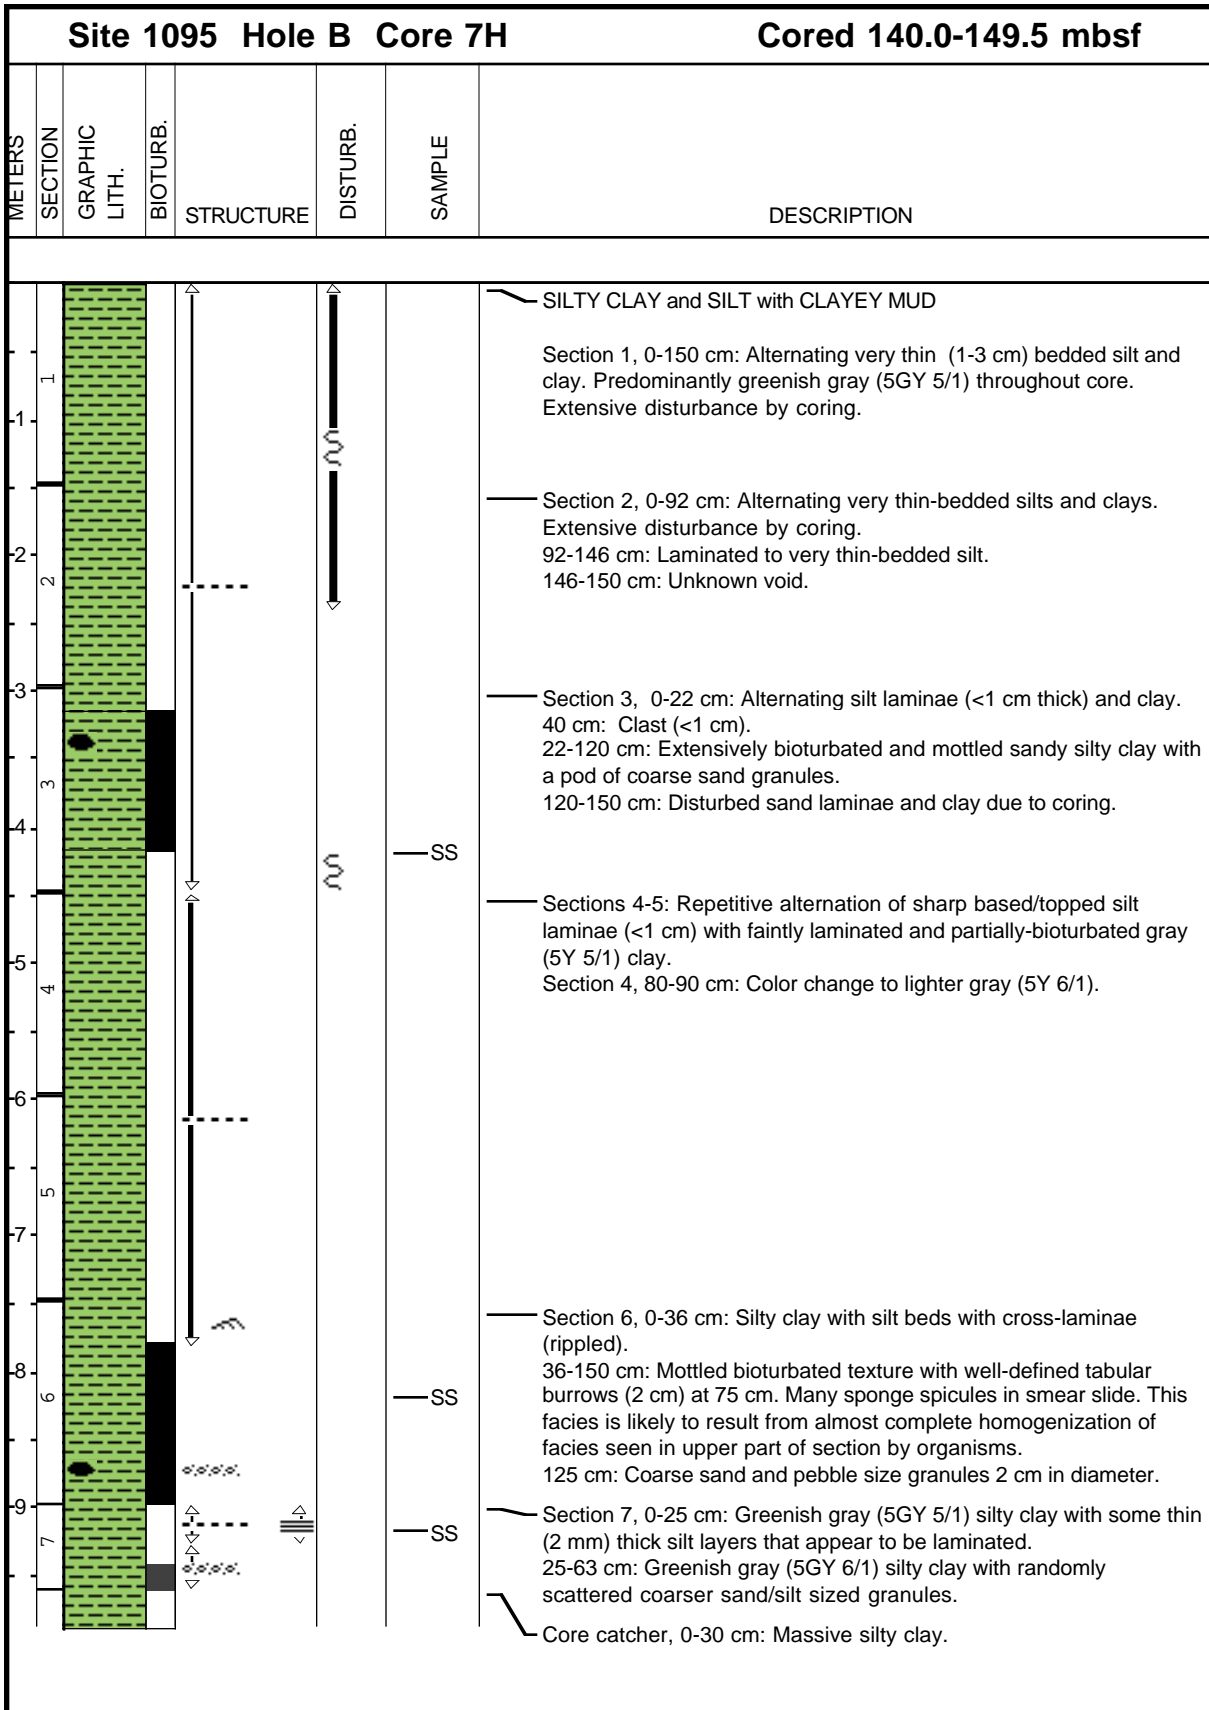 Site 1095 Hole B Core 7H Cored 140.0-149.5 mbsf
METERS
SECTION
GRAPHIC
LITH.
BIOTURB.
STRUCTURE
DISTURB.
SAMPLE
DESCRIPTION
1
2
3
4
5
6
7
8
9
1
2
3
4
5
6
7
SS
SS
SS
SILTY CLAY and SILT with CLAYEY MUD
Section 1, 0-150 cm: Alternating very thin (1-3 cm) bedded silt and
clay. Predominantly greenish gray (5GY 5/1) throughout core.
Extensive disturbance by coring.
Section 2, 0-92 cm: Alternating very thin-bedded silts and clays.
Extensive disturbance by coring.
92-146 cm: Laminated to very thin-bedded silt.
146-150 cm: Unknown void.
Section 3, 0-22 cm: Alternating silt laminae (<1 cm thick) and clay.
40 cm: Clast (<1 cm).
22-120 cm: Extensively bioturbated and mottled sandy silty clay with
a pod of coarse sand granules.
120-150 cm: Disturbed sand laminae and clay due to coring.
Sections 4-5: Repetitive alternation of sharp based/topped silt
laminae (<1 cm) with faintly laminated and partially-bioturbated gray
(5Y 5/1) clay.
Section 4, 80-90 cm: Color change to lighter gray (5Y 6/1).
Section 6, 0-36 cm: Silty clay with silt beds with cross-laminae
(rippled).
36-150 cm: Mottled bioturbated texture with well-defined tabular
burrows (2 cm) at 75 cm. Many sponge spicules in smear slide. This
facies is likely to result from almost complete homogenization of
facies seen in upper part of section by organisms.
125 cm: Coarse sand and pebble size granules 2 cm in diameter.
Section 7, 0-25 cm: Greenish gray (5GY 5/1) silty clay with some thin
(2 mm) thick silt layers that appear to be laminated.
25-63 cm: Greenish gray (5GY 6/1) silty clay with randomly
scattered coarser sand/silt sized granules.
Core catcher, 0-30 cm: Massive silty clay.